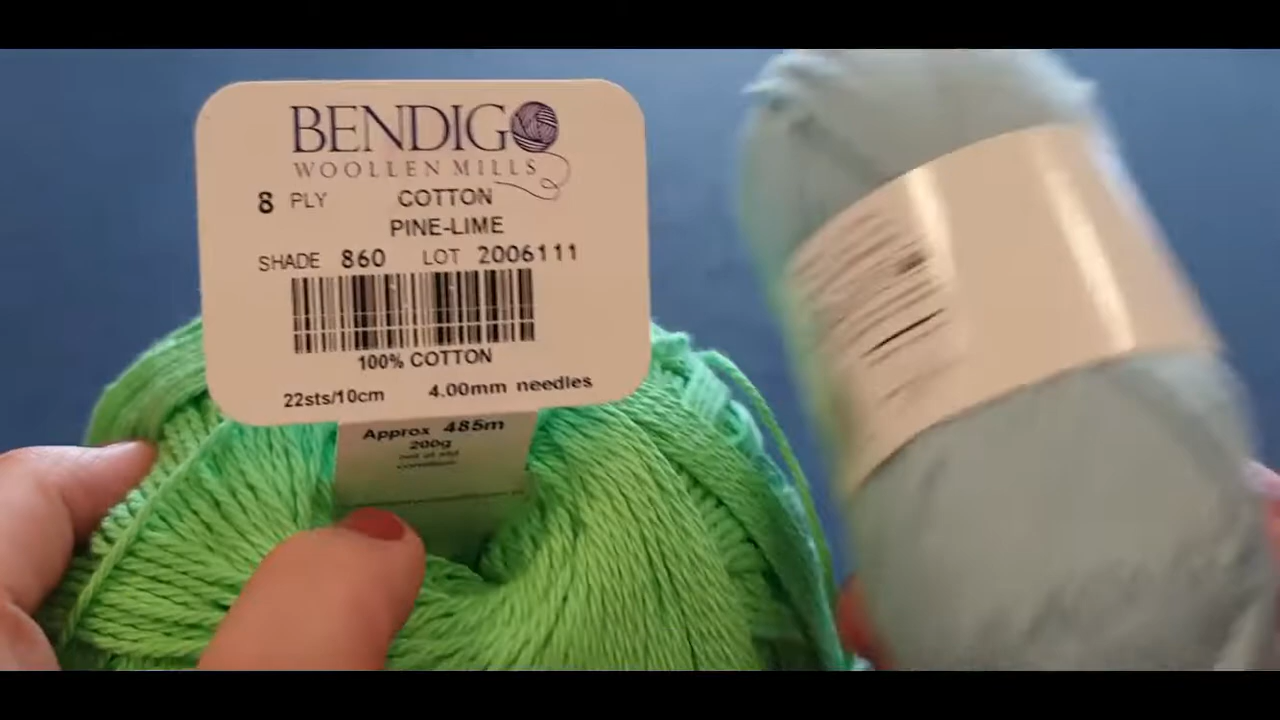 BENDIGO
WOOLLEN MILLS
8 PLY COTTON
PINE-LIME
SHADE 860 LOT 2006111
100% COTTON
22sts/10cm 4.00mm needles
Approx 485m
200g